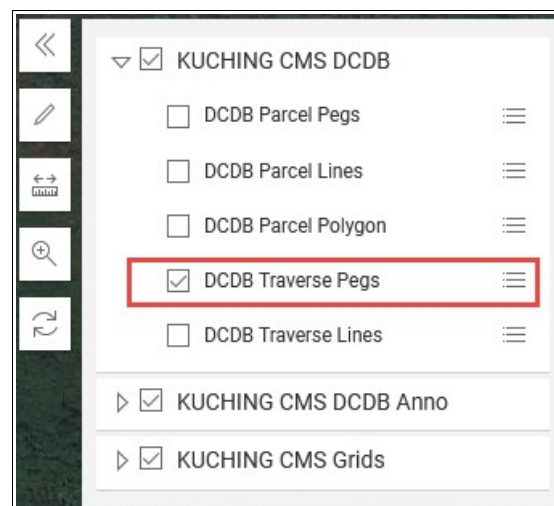 KUCHING CMS DCDB
DCDB Parcel Pegs
DCDB Parcel Lines
DCDB Parcel Polygon
DCDB Traverse Pegs
DCDB Traverse Lines
KUCHING CMS DCDB Anno
KUCHING CMS Grids